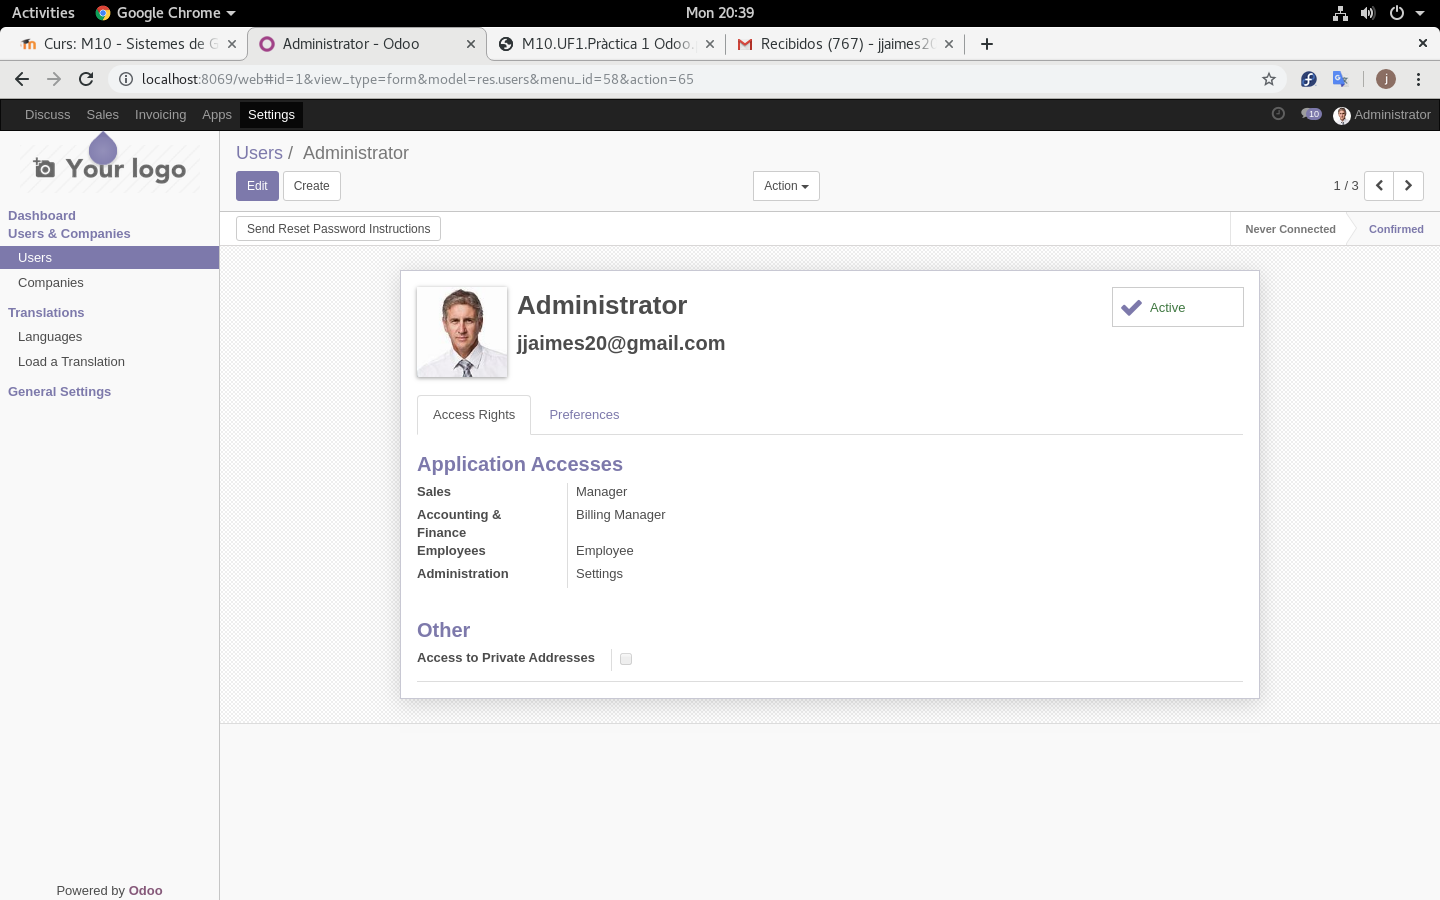 Activities
Google Chrome
Mon 20:39
Curs: M10 - Sistemes de G
Administrator - Odoo
M10.UF1.Pràctica 1 Odoo.
Recibidos (767) - jjaimes20
localhost:8069/web#id=1&view_type=form&model=res.users&menu_id=58&action=65
j
Discuss
Sales
Invoicing
Apps
Settings
10
Administrator
Your logo
Users / Administrator
Edit
Create
Action
1 / 3
Dashboard
Users & Companies
Users
Companies
Translations
Languages
Load a Translation
General Settings
Send Reset Password Instructions
Never Connected
Confirmed
Administrator
jjaimes20@gmail.com
Active
Access Rights
Preferences
Application Accesses
Sales Manager
Accounting & Finance Billing Manager
Employees Employee
Administration Settings
Other
Access to Private Addresses
Powered by Odoo